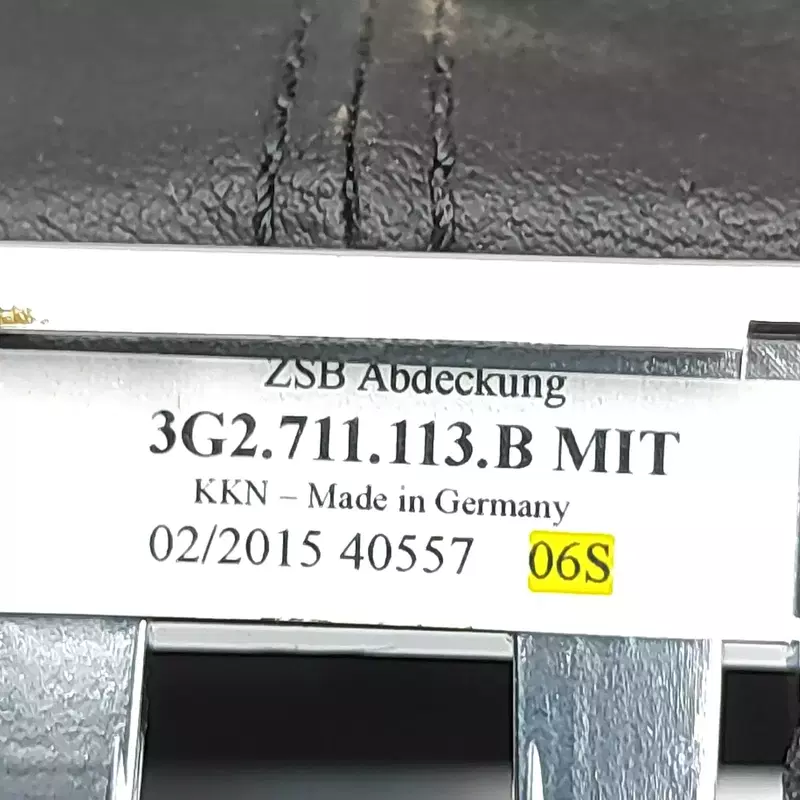 ZSB Abdeckung
3G2.711.113.B MIT
KKN – Made in Germany
02/2015 40557 06S